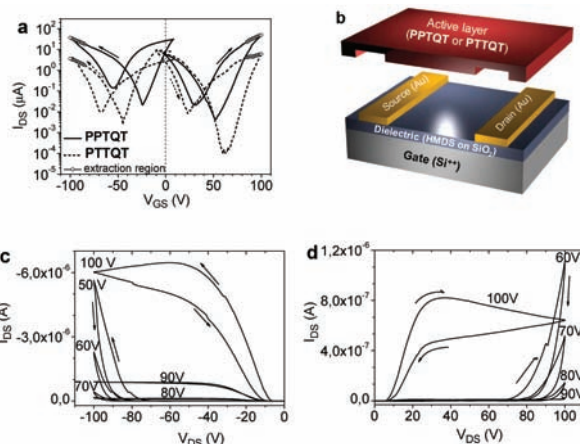 a
I_DS (μA)
10²
10¹
10⁰
10⁻¹
10⁻²
10⁻³
10⁻⁴
10⁻⁵
PPTQT
PTTQT
extraction region
-100
-50
0
50
100
V_GS (V)
b
Active layer
(PPTQT or PTTQT)
Source (Au)
Drain (Au)
Dielectric (HMDS on SiO₂)
Gate (Si⁺⁺)
c
I_DS (A)
-6,0x10⁻⁶
-3,0x10⁻⁶
0,0
100 V
50 V
60V
70V
90V
80V
-100
-80
-60
-40
-20
0
V_DS (V)
d
I_DS (A)
1,2x10⁻⁶
8,0x10⁻⁷
4,0x10⁻⁷
0,0
60V
100V
70V
80V
90V
0
20
40
60
80
100
V_DS (V)